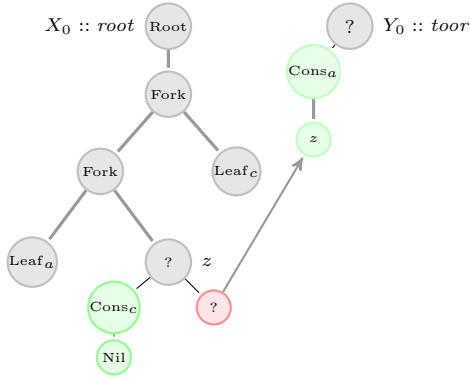 X₀ :: root Root ? Y₀ :: toor
Cons_a
Fork
z
Fork Leaf_c
Leaf_a ? z
Cons_c ?
Nil